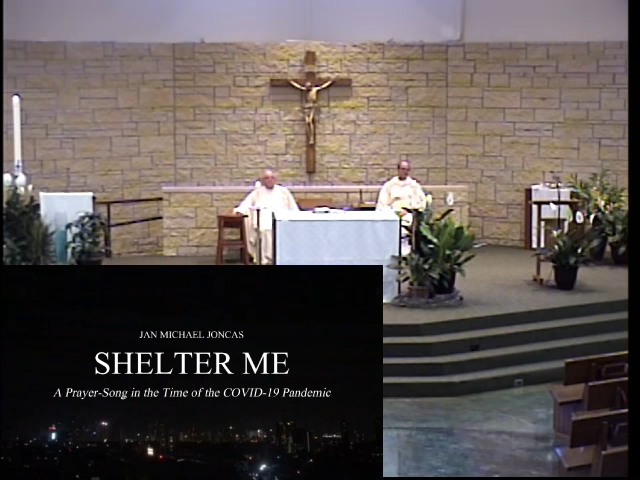 JAN MICHAEL JONCAS
SHELTER ME
A Prayer-Song in the Time of the COVID-19 Pandemic